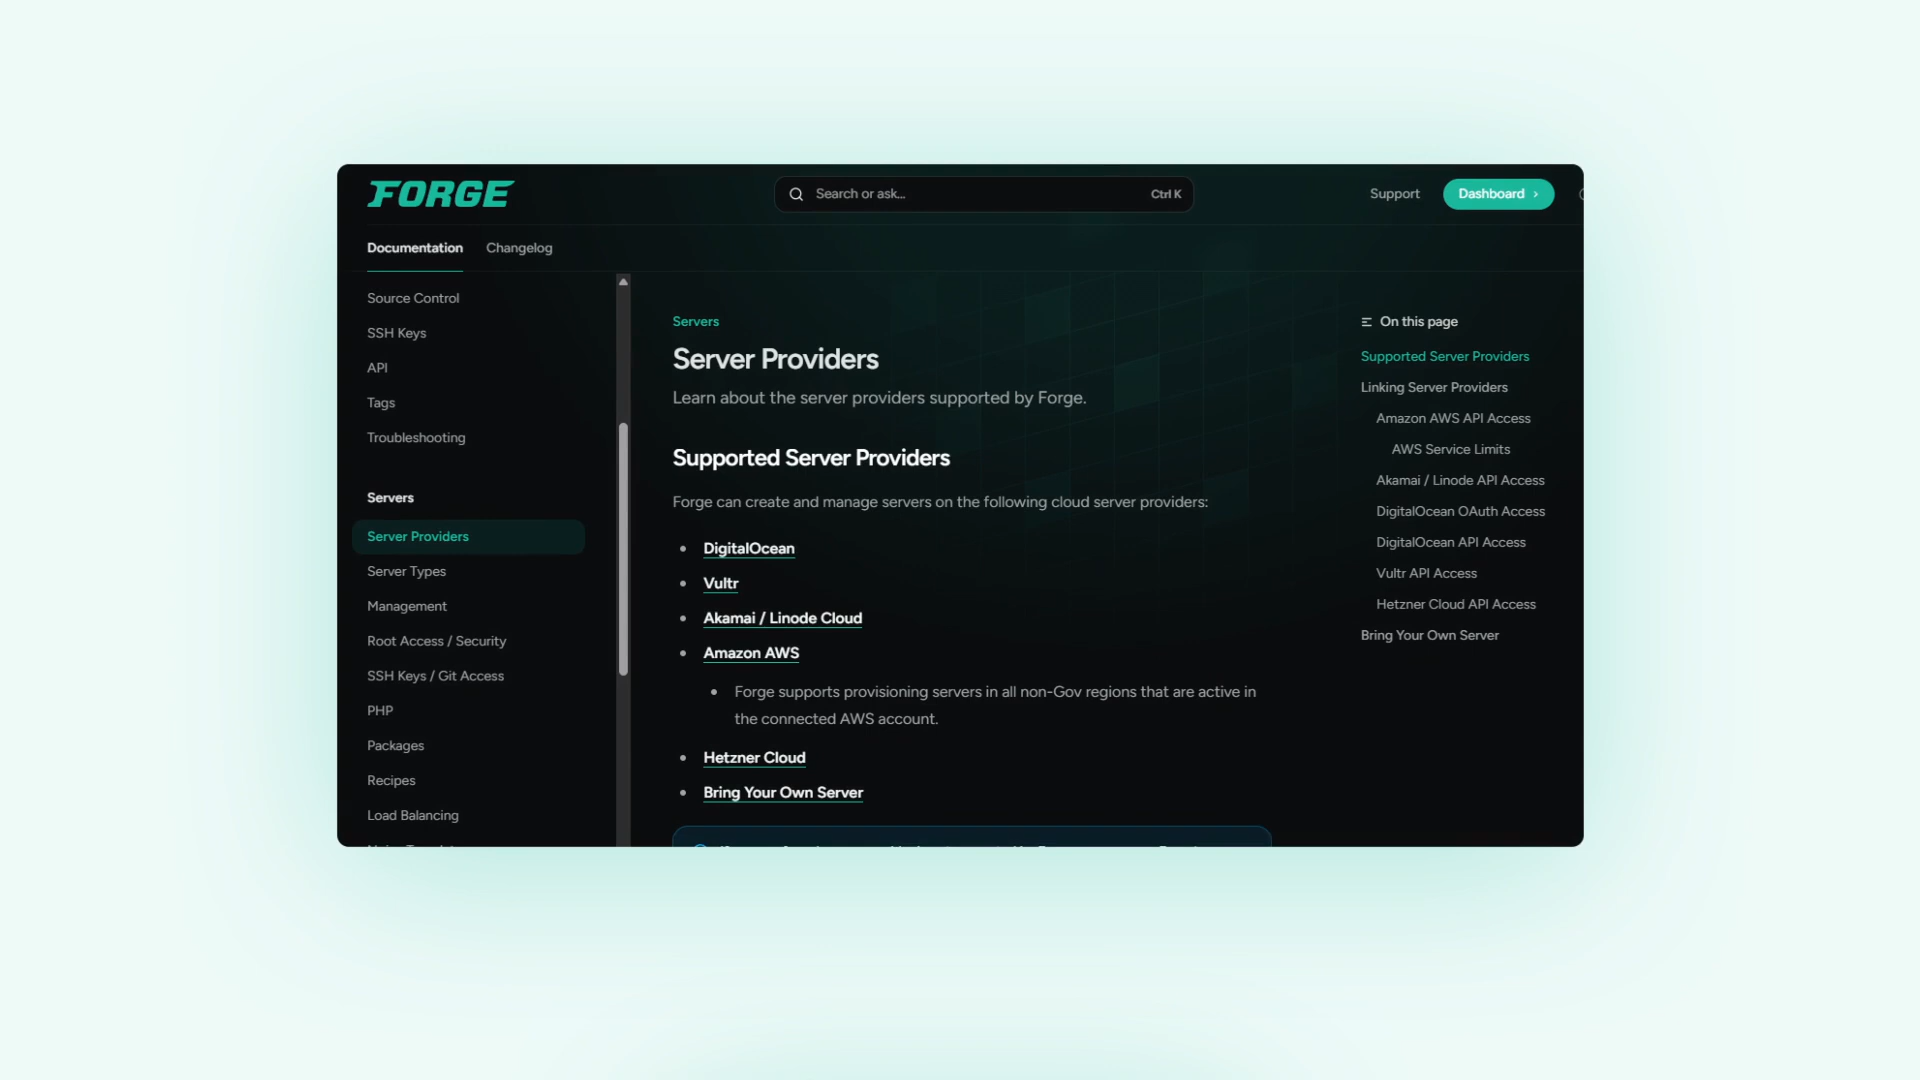 FORGE
Search or ask...
Ctrl K
Support
Dashboard
Documentation
Changelog
Source Control
SSH Keys
API
Tags
Troubleshooting
Servers
Server Providers
Server Types
Management
Root Access / Security
SSH Keys / Git Access
PHP
Packages
Recipes
Load Balancing
Servers
Server Providers
Learn about the server providers supported by Forge.
Supported Server Providers
Forge can create and manage servers on the following cloud server providers:
DigitalOcean
Vultr
Akamai / Linode Cloud
Amazon AWS
Forge supports provisioning servers in all non-Gov regions that are active in
the connected AWS account.
Hetzner Cloud
Bring Your Own Server
On this page
Supported Server Providers
Linking Server Providers
Amazon AWS API Access
AWS Service Limits
Akamai / Linode API Access
DigitalOcean OAuth Access
DigitalOcean API Access
Vultr API Access
Hetzner Cloud API Access
Bring Your Own Server